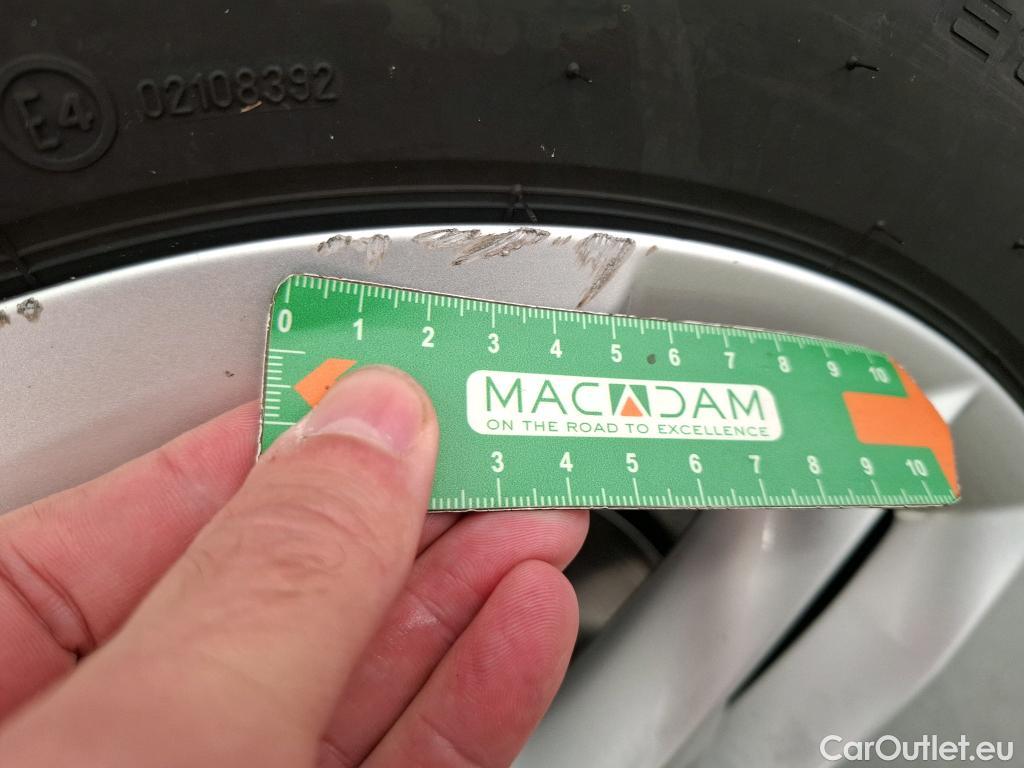 E4 02108392
0 1 2 3 4 5 6 7 8 9 10
MACADAM
ON THE ROAD TO EXCELLENCE
3 4 5 6 7 8 9 10
CarOutlet.eu